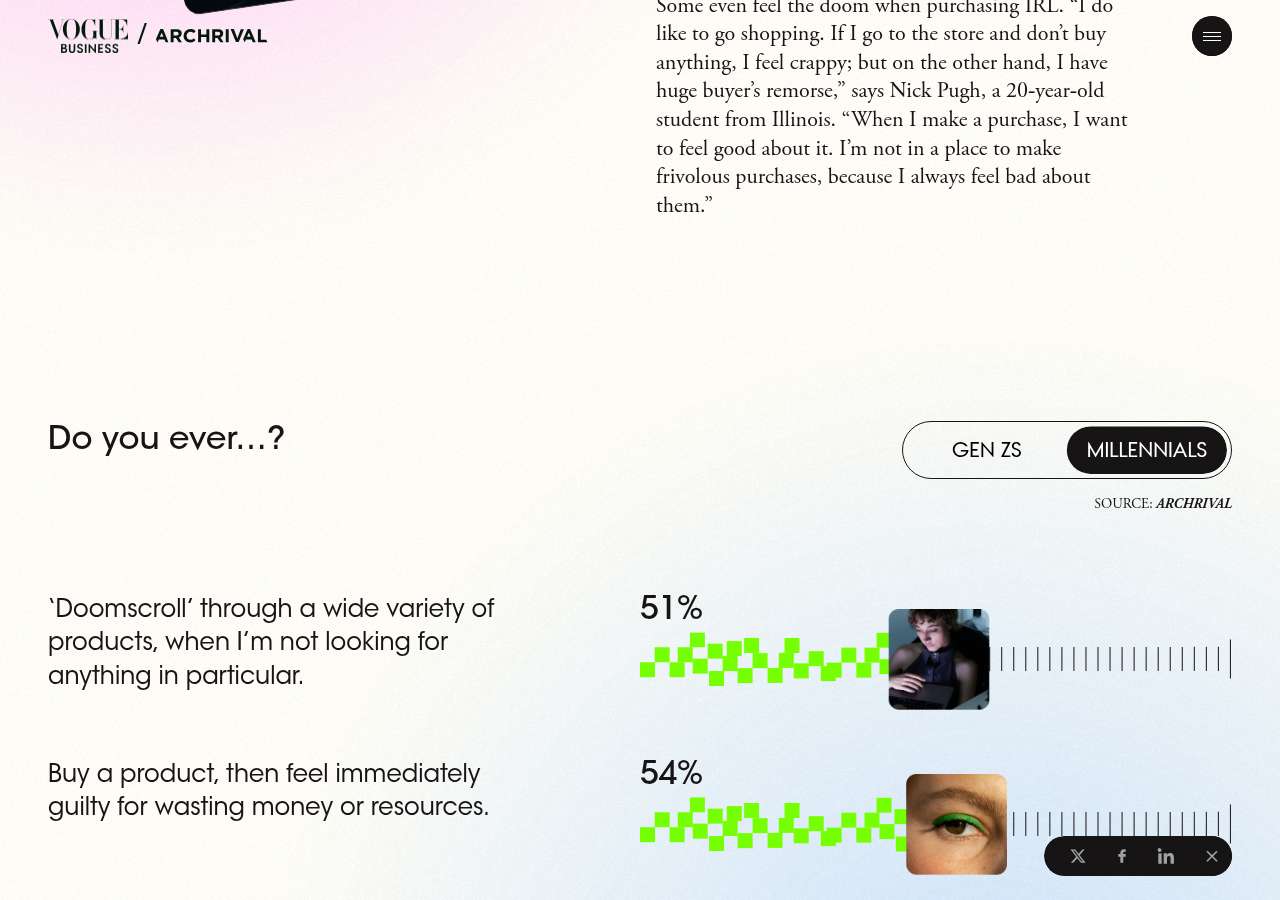 Some even feel the doom when purchasing IRL. “I do
like to go shopping. If I go to the store and don’t buy
anything, I feel crappy; but on the other hand, I have
huge buyer’s remorse,” says Nick Pugh, a 20-year-old
student from Illinois. “When I make a purchase, I want
to feel good about it. I’m not in a place to make
frivolous purchases, because I always feel bad about
them.”
VOGUE
BUSINESS / ARCHRIVAL
Do you ever...?
GEN ZS MILLENNIALS
SOURCE: ARCHRIVAL
‘Doomscroll’ through a wide variety of
products, when I’m not looking for
anything in particular.
51%
Buy a product, then feel immediately
guilty for wasting money or resources.
54%